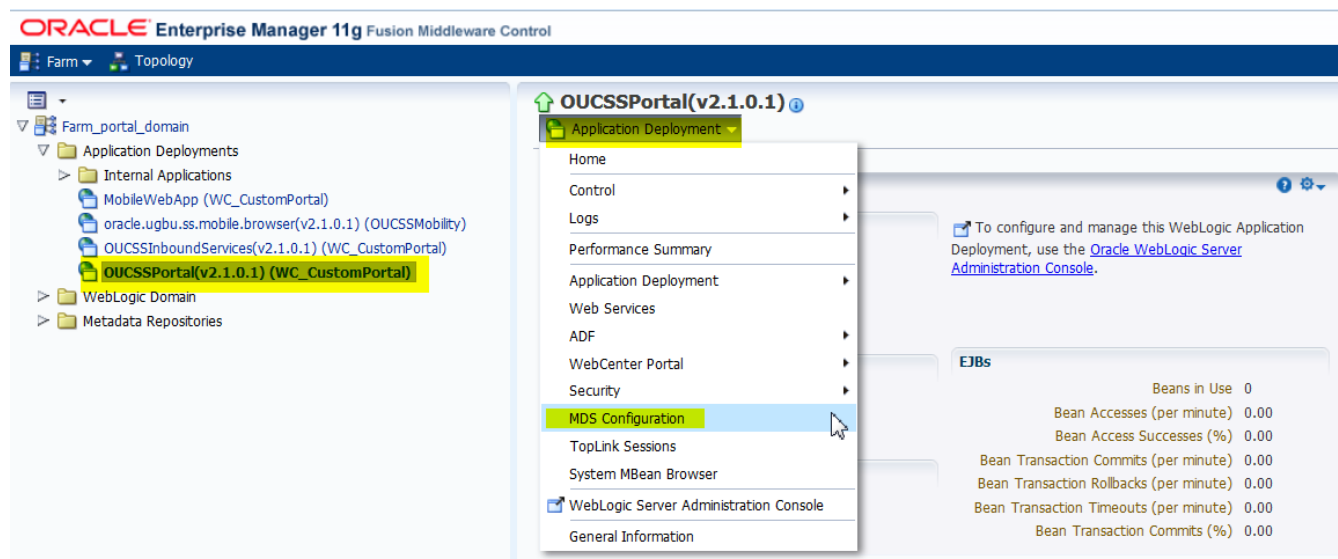 ORACLE Enterprise Manager 11g Fusion Middleware Control
Farm Topology
Farm_portal_domain
Application Deployments
Internal Applications
MobileWebApp (WC_CustomPortal)
oracle.ugbu.ss.mobile.browser(v2.1.0.1) (OUCSSMobility)
OUCSSInboundServices(v2.1.0.1) (WC_CustomPortal)
OUCSSPortal(v2.1.0.1) (WC_CustomPortal)
WebLogic Domain
Metadata Repositories
OUCSSPortal(v2.1.0.1)
Application Deployment
Home
Control
Logs
Performance Summary
Application Deployment
Web Services
ADF
WebCenter Portal
Security
MDS Configuration
TopLink Sessions
System MBean Browser
WebLogic Server Administration Console
General Information
To configure and manage this WebLogic Application
Deployment, use the Oracle WebLogic Server
Administration Console.
EJBs
Beans in Use 0
Bean Accesses (per minute) 0.00
Bean Access Successes (%) 0.00
Bean Transaction Commits (per minute) 0.00
Bean Transaction Rollbacks (per minute) 0.00
Bean Transaction Timeouts (per minute) 0.00
Bean Transaction Commits (%) 0.00